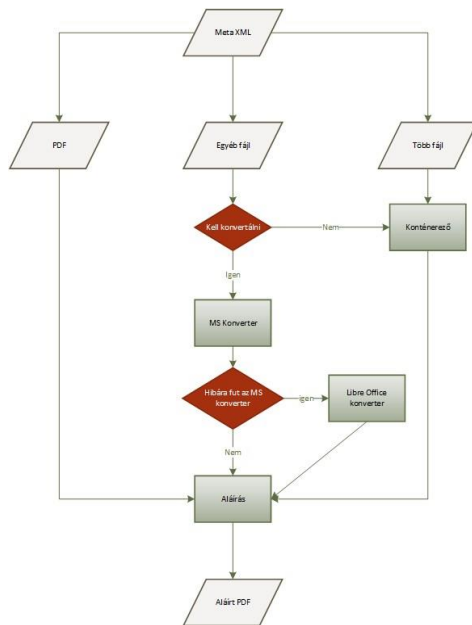 Meta XML
PDF
Egyéb fájl
Több fájl
Kell konvertálni
Nem
Konténerező
Igen
MS Konverter
Hibára fut az MS
konverter
igen
Libre Office
konverter
Nem
Aláírás
Aláírt PDF